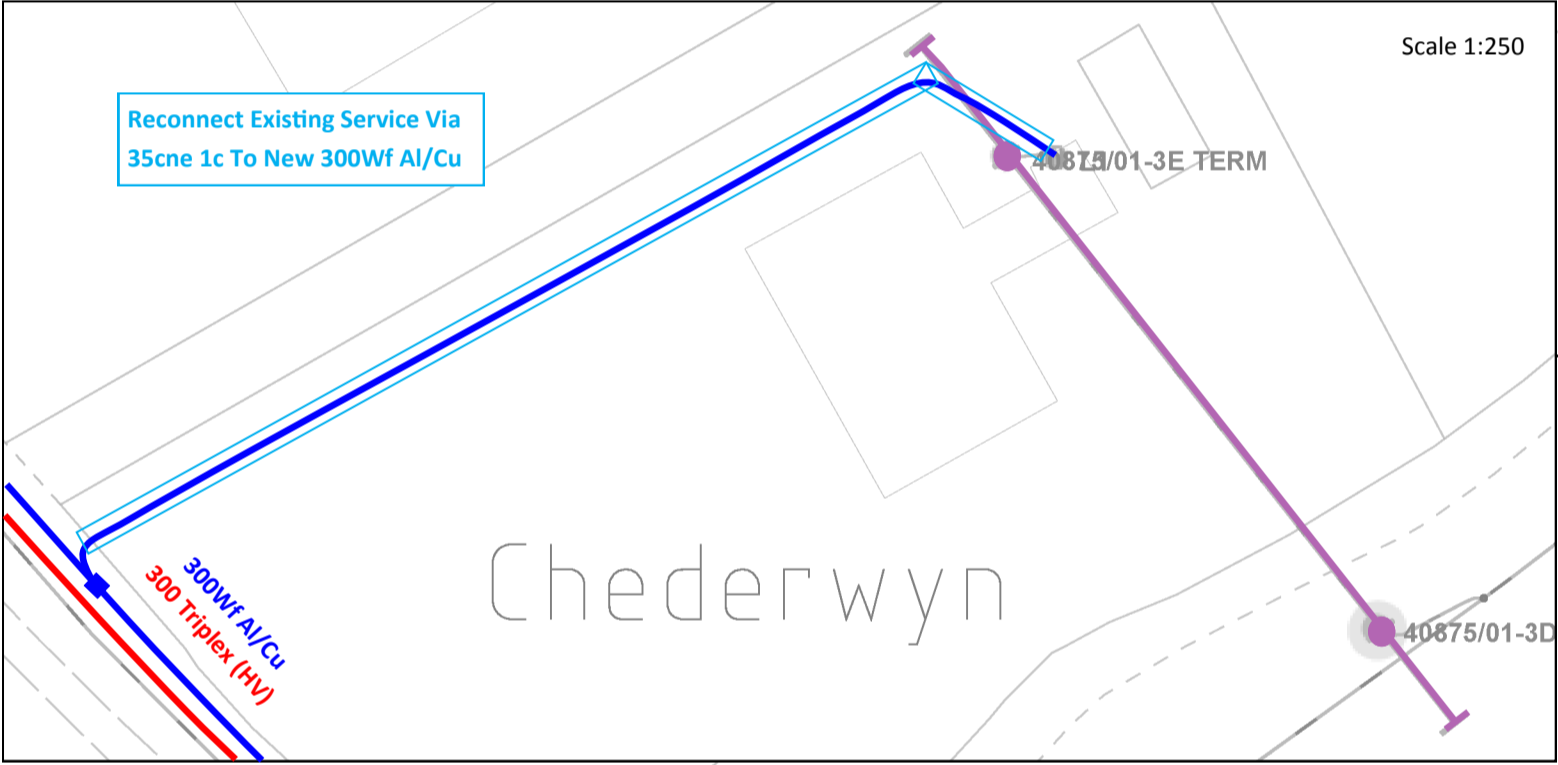 Scale 1:250
Reconnect Existing Service Via
35cne 1c To New 300Wf Al/Cu
/01-3E TERM
300Wf Al/Cu
300 Triplex (HV)
Chederwyn
40875/01-3D